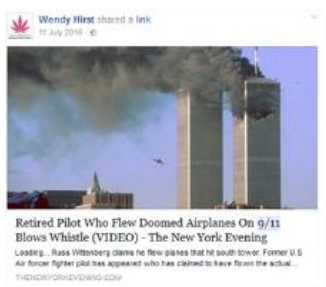 Wendy Hirst shared a link
11 July 2016
Retired Pilot Who Flew Doomed Airplanes On 9/11
Blows Whistle (VIDEO) - The New York Evening
Loading... Russ Wittenberg claims he flew planes that hit south tower. Former U.S
Air forcer fighter pilot has appeared who has claimed to have flown the actual...
THENEWYORKEVENING.COM